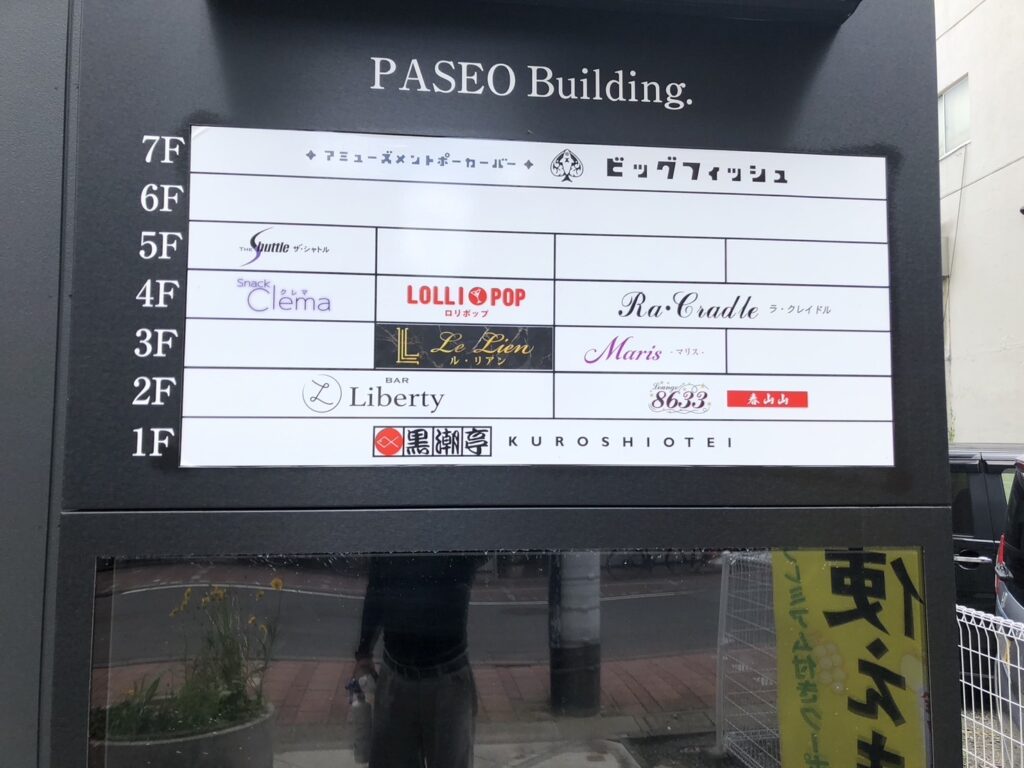 PASEO Building.
7F アミューズメントポーカーバー ビッグフィッシュ
6F
5F THE Shuttle ザ・シャトル
4F Snack Clema クレマ LOLLIPOP ロリポップ Ra・Cradle ラ・クレイドル
3F L Le Lien ル・リアン Maris ・マリス・
2F L BAR Liberty Lounge 8633 春山山
1F 黒潮亭 KUROSHIOTEI